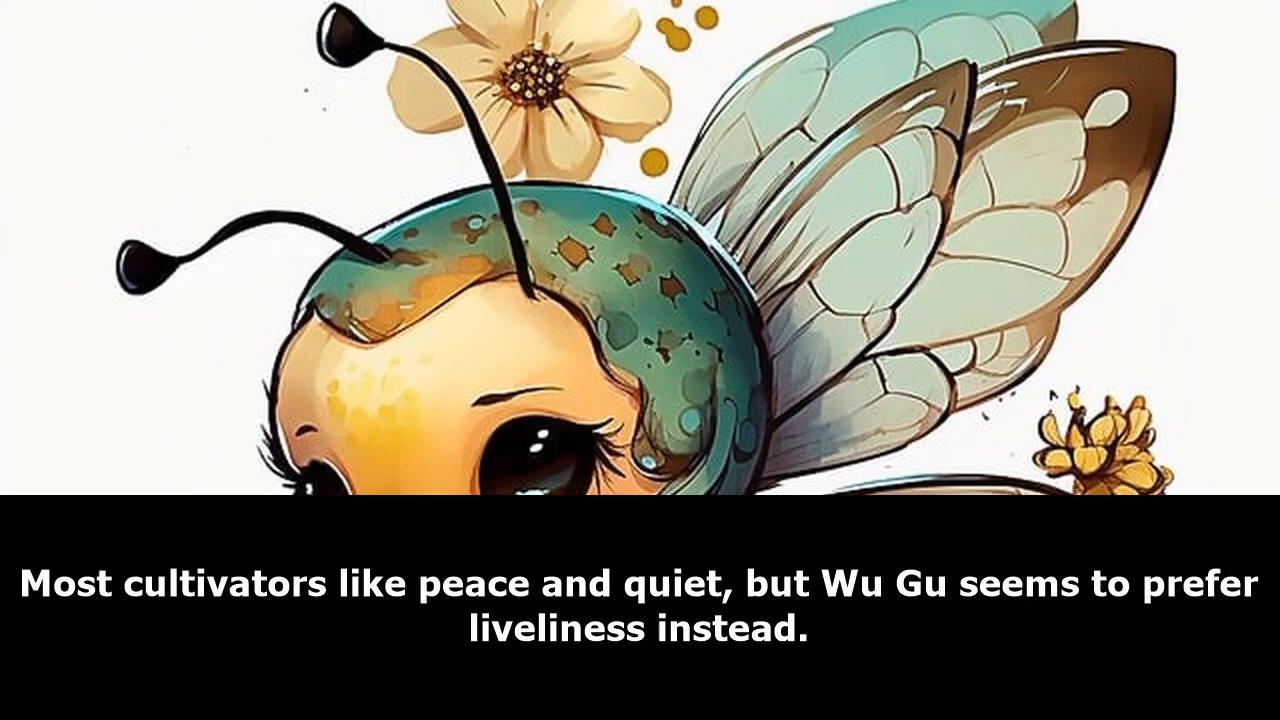 Most cultivators like peace and quiet, but Wu Gu seems to prefer
liveliness instead.